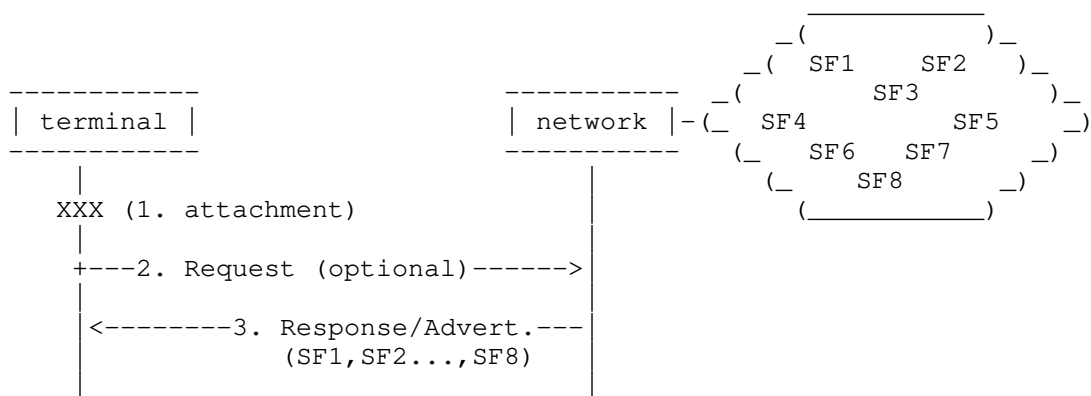 SF1 SF2
SF3
terminal network SF4 SF5
SF6 SF7
SF8
XXX (1. attachment)
2. Request (optional)
3. Response/Advert.
(SF1,SF2...,SF8)